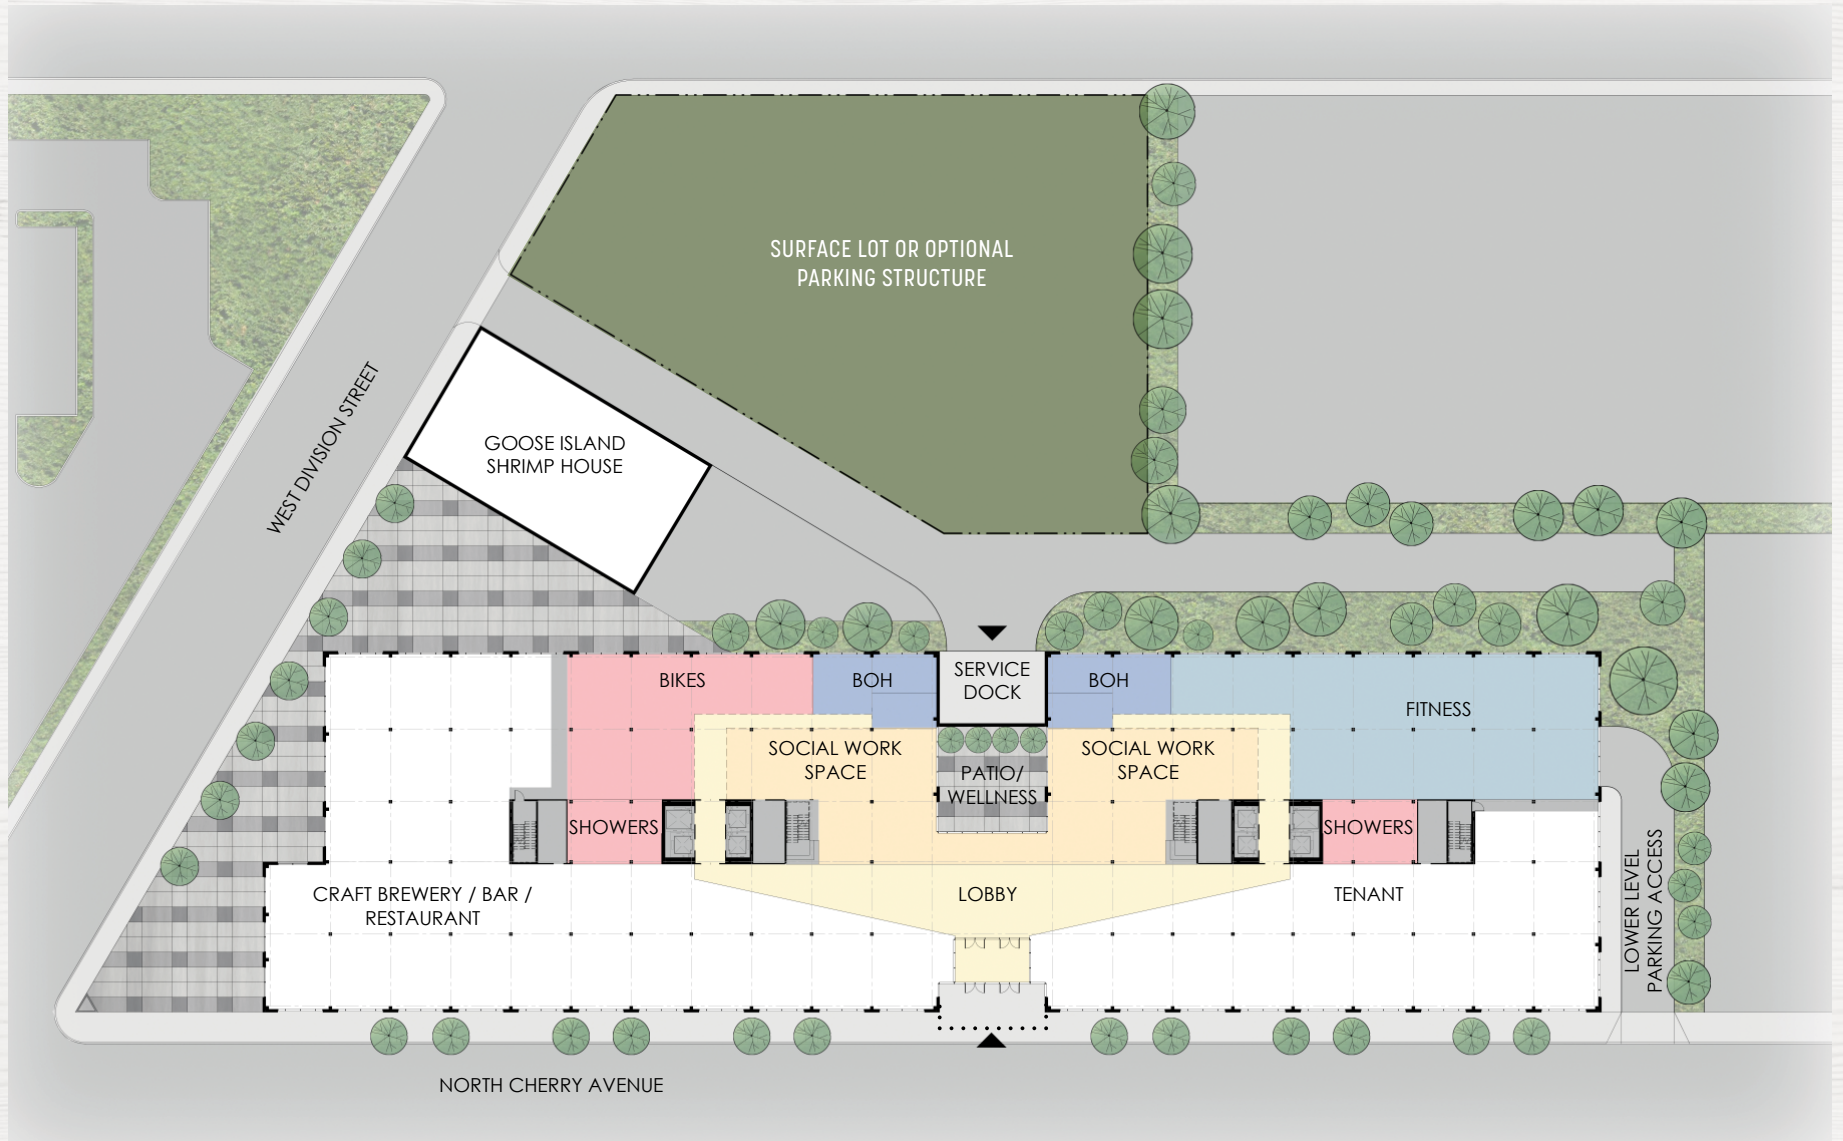 SURFACE LOT OR OPTIONAL
PARKING STRUCTURE
WEST DIVISION STREET
GOOSE ISLAND
SHRIMP HOUSE
SERVICE
DOCK
BIKES
BOH
BOH
FITNESS
SOCIAL WORK
SPACE
SOCIAL WORK
SPACE
PATIO/
WELLNESS
SHOWERS
SHOWERS
CRAFT BREWERY / BAR /
RESTAURANT
LOBBY
TENANT
LOWER LEVEL
PARKING ACCESS
NORTH CHERRY AVENUE